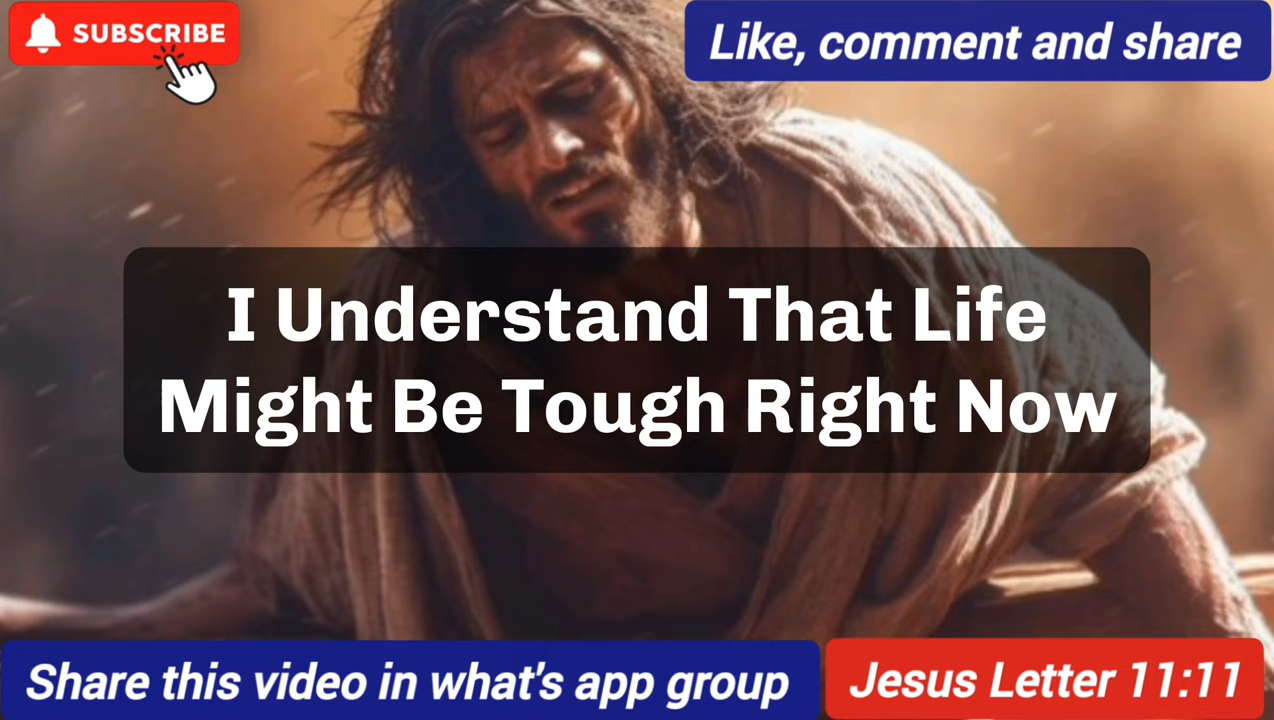 SUBSCRIBE
Like, comment and share
I Understand That Life
Might Be Tough Right Now
Share this video in what's app group
Jesus Letter 11:11